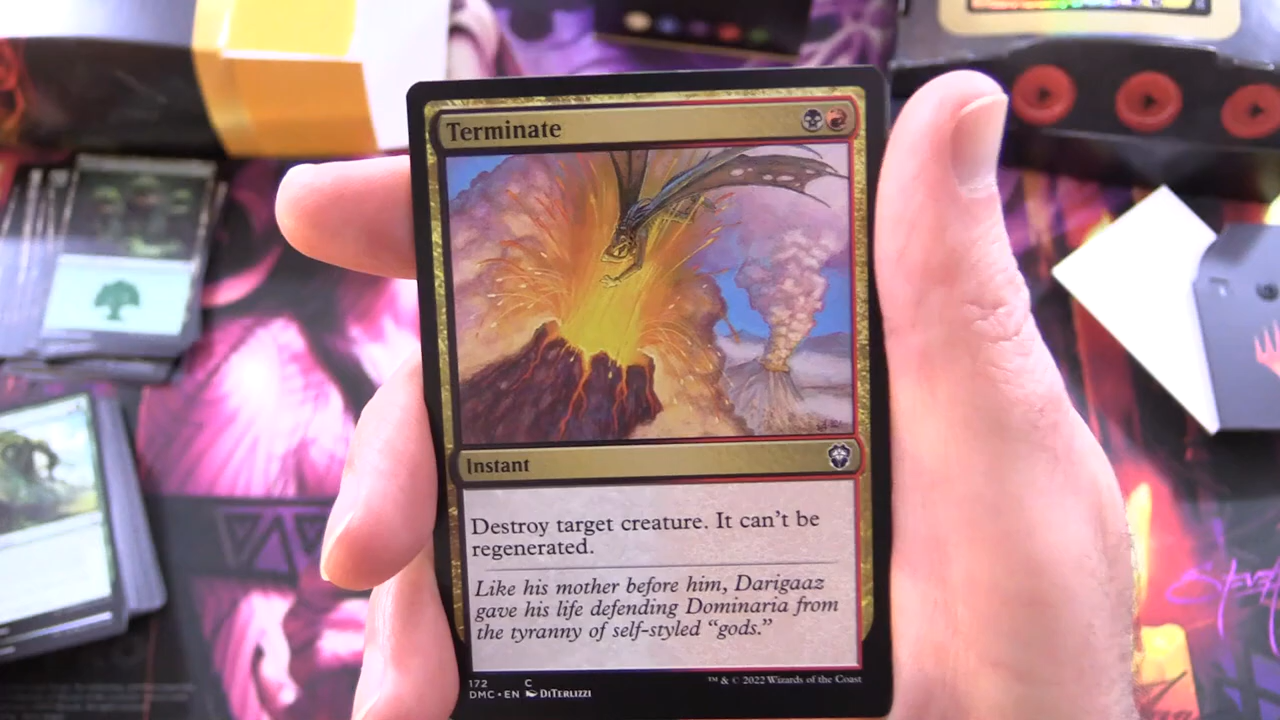 Terminate
Instant
Destroy target creature. It can't be
regenerated.
Like his mother before him, Darigaaz
gave his life defending Dominaria from
the tyranny of self-styled "gods."
172 C
DMC • EN DiTerlizzi
™ & © 2022 Wizards of the Coast